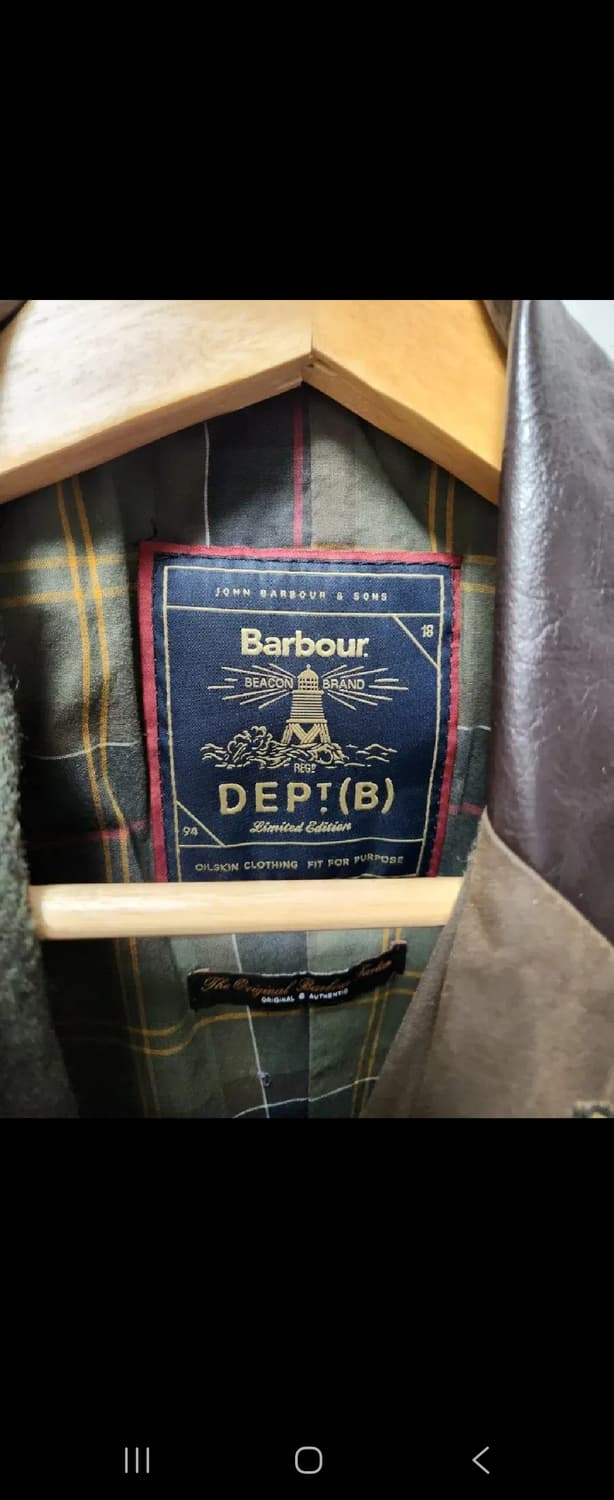 JOHN BARBOUR & SONS
18
Barbour.
BEACON BRAND
REGD
DEPT(B)
94
Limited Edition
OILSKIN CLOTHING FIT FOR PURPOSE
The Original Barbour Tartan
ORIGINAL & AUTHENTIC